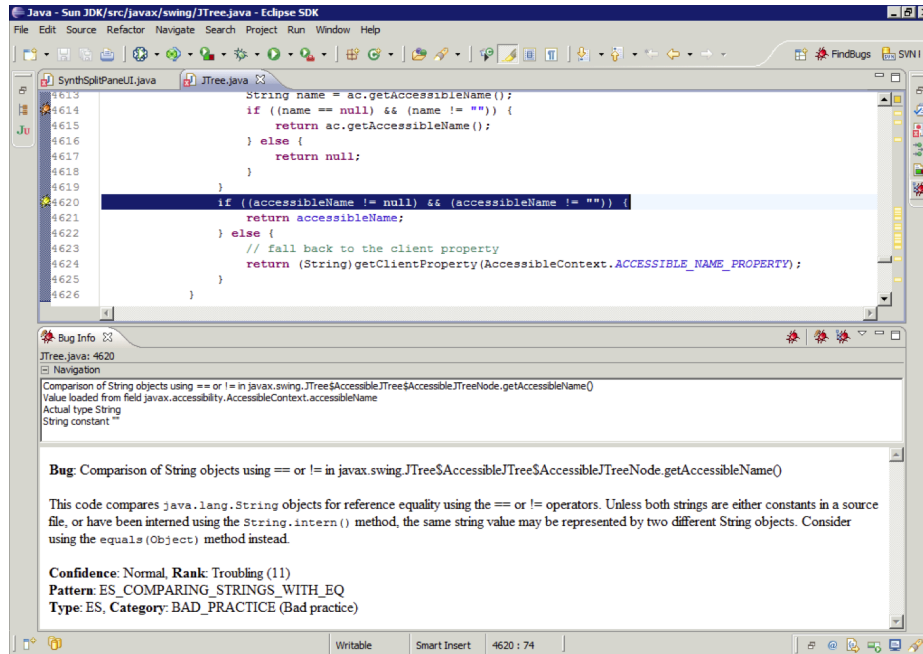 Java - Sun JDK/src/javax/swing/JTree.java - Eclipse SDK
File Edit Source Refactor Navigate Search Project Run Window Help
FindBugs SVN
SynthSplitPaneUI.java JTree.java
4613 String name = ac.getAccessibleName();
4614 if ((name == null) && (name != "")) {
4615 return ac.getAccessibleName();
4616 } else {
4617 return null;
4618 }
4619 }
4620 if ((accessibleName != null) && (accessibleName != "")) {
4621 return accessibleName;
4622 } else {
4623 // fall back to the client property
4624 return (String)getClientProperty(AccessibleContext.ACCESSIBLE_NAME_PROPERTY);
4625 }
4626 }
Ju
Bug Info
JTree.java: 4620
Navigation
Comparison of String objects using == or != in javax.swing.JTree$AccessibleJTree$AccessibleJTreeNode.getAccessibleName()
Value loaded from field javax.accessibility.AccessibleContext.accessibleName
Actual type String
String constant ""
Bug: Comparison of String objects using == or != in javax.swing.JTree$AccessibleJTree$AccessibleJTreeNode.getAccessibleName()
This code compares java.lang.String objects for reference equality using the == or != operators. Unless both strings are either constants in a source
file, or have been interned using the String.intern() method, the same string value may be represented by two different String objects. Consider
using the equals(Object) method instead.
Confidence: Normal, Rank: Troubling (11)
Pattern: ES_COMPARING_STRINGS_WITH_EQ
Type: ES, Category: BAD_PRACTICE (Bad practice)
Writable Smart Insert 4620 : 74